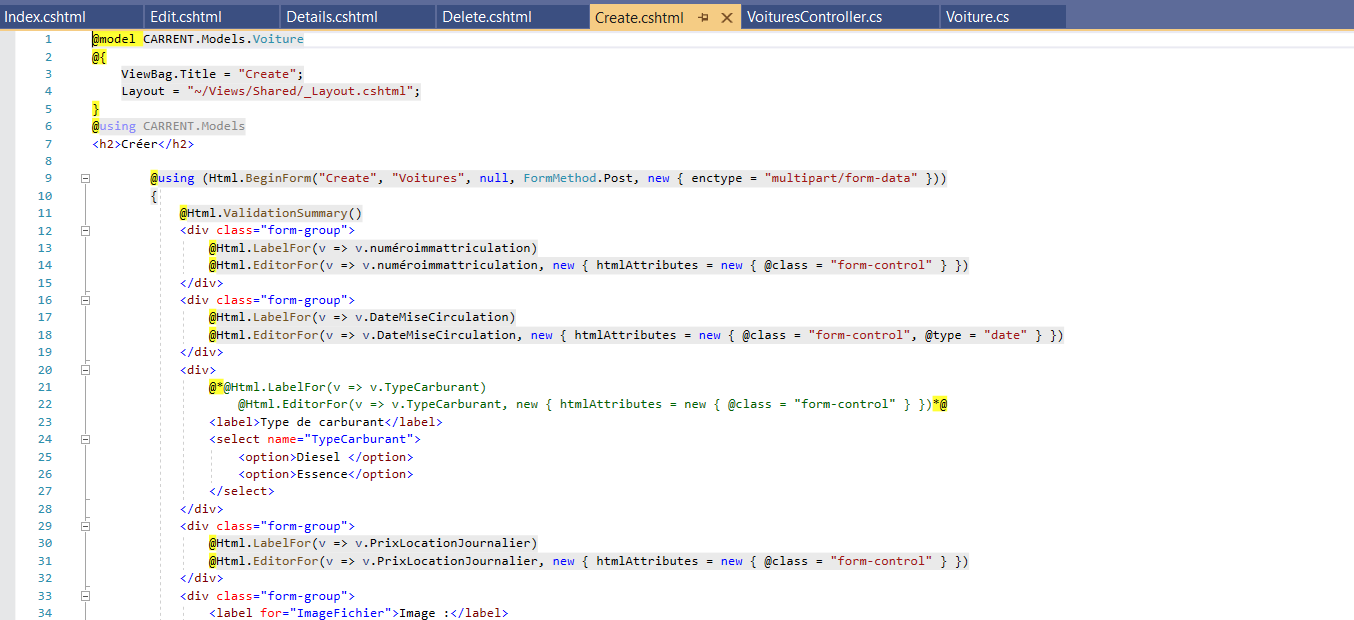 Index.cshtml Edit.cshtml Details.cshtml Delete.cshtml Create.cshtml VoituresController.cs Voiture.cs
1 @model CARRENT.Models.Voiture
2 @{
3 ViewBag.Title = "Create";
4 Layout = "~/Views/Shared/_Layout.cshtml";
5 }
6 @using CARRENT.Models
7 <h2>Créer</h2>
8
9 @using (Html.BeginForm("Create", "Voitures", null, FormMethod.Post, new { enctype = "multipart/form-data" }))
10 {
11 @Html.ValidationSummary()
12 <div class="form-group">
13 @Html.LabelFor(v => v.numéroimmattriculation)
14 @Html.EditorFor(v => v.numéroimmattriculation, new { htmlAttributes = new { @class = "form-control" } })
15 </div>
16 <div class="form-group">
17 @Html.LabelFor(v => v.DateMiseCirculation)
18 @Html.EditorFor(v => v.DateMiseCirculation, new { htmlAttributes = new { @class = "form-control", @type = "date" } })
19 </div>
20 <div>
21 @*@Html.LabelFor(v => v.TypeCarburant)
22 @Html.EditorFor(v => v.TypeCarburant, new { htmlAttributes = new { @class = "form-control" } })*@
23 <label>Type de carburant</label>
24 <select name="TypeCarburant">
25 <option>Diesel </option>
26 <option>Essence</option>
27 </select>
28 </div>
29 <div class="form-group">
30 @Html.LabelFor(v => v.PrixLocationJournalier)
31 @Html.EditorFor(v => v.PrixLocationJournalier, new { htmlAttributes = new { @class = "form-control" } })
32 </div>
33 <div class="form-group">
34 <label for="ImageFichier">Image :</label>